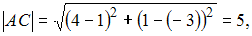 |AC| = √((4 − 1)² + (1 − (− 3))²) = 5,